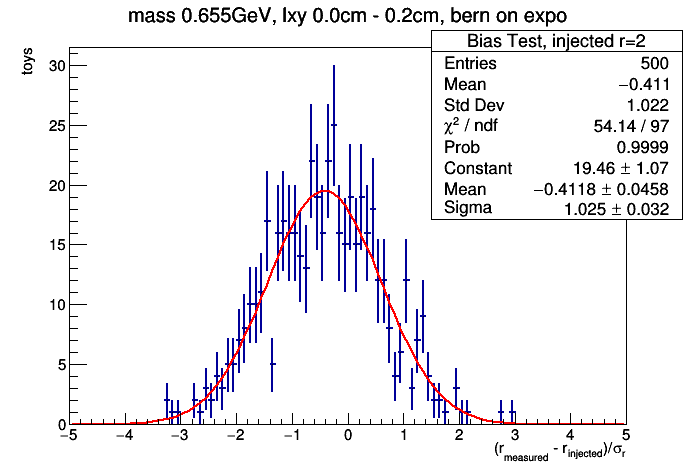 mass 0.655GeV, lxy 0.0cm - 0.2cm, bern on expo
toys
Bias Test, injected r=2
Entries 500
Mean −0.411
Std Dev 1.022
χ² / ndf 54.14 / 97
Prob 0.9999
Constant 19.46 ± 1.07
Mean −0.4118 ± 0.0458
Sigma 1.025 ± 0.032
30
25
20
15
10
5
0
−5 −4 −3 −2 −1 0 1 2 3 4 5
(r_measured - r_injected)/σ_r